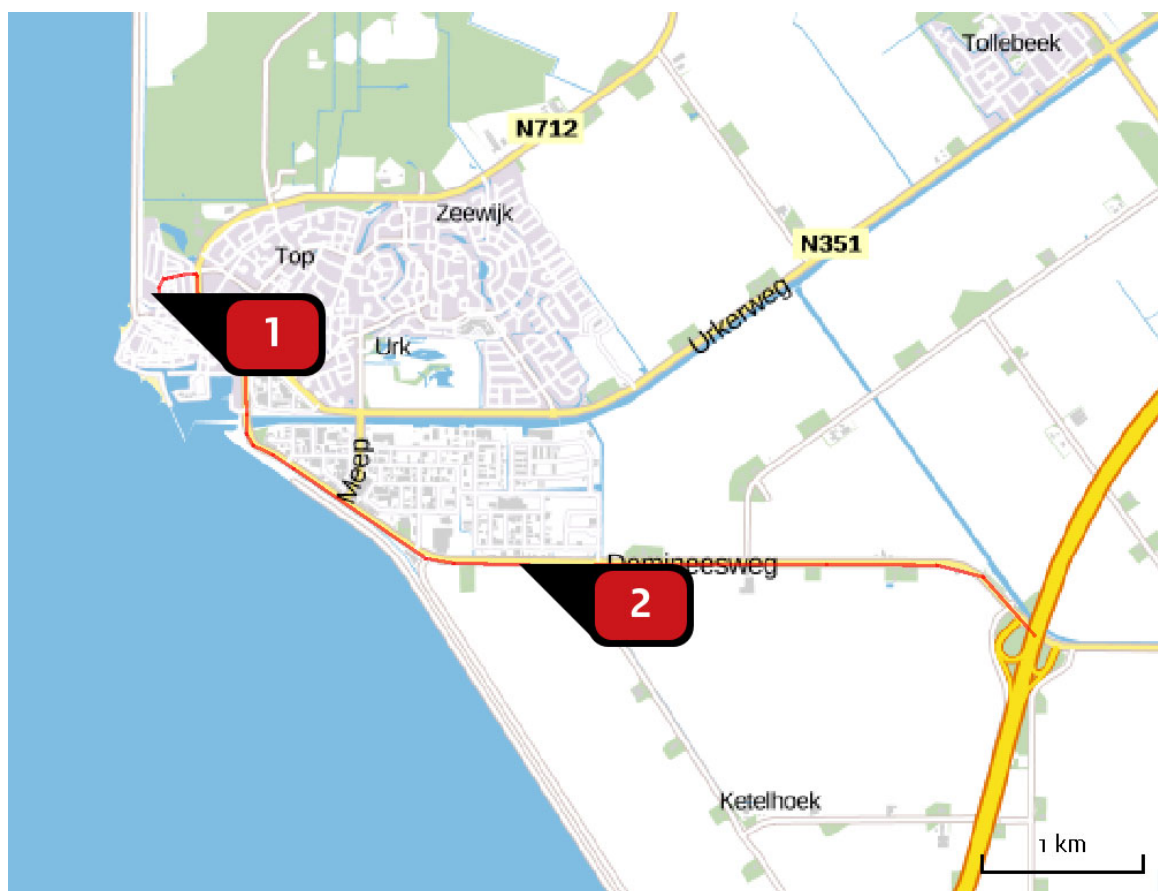 Tollebeek
N712
Zeewijk
N351
Top
1
Urkerweg
Urk
Meep
Domineesweg
2
Ketelhoek
1 km